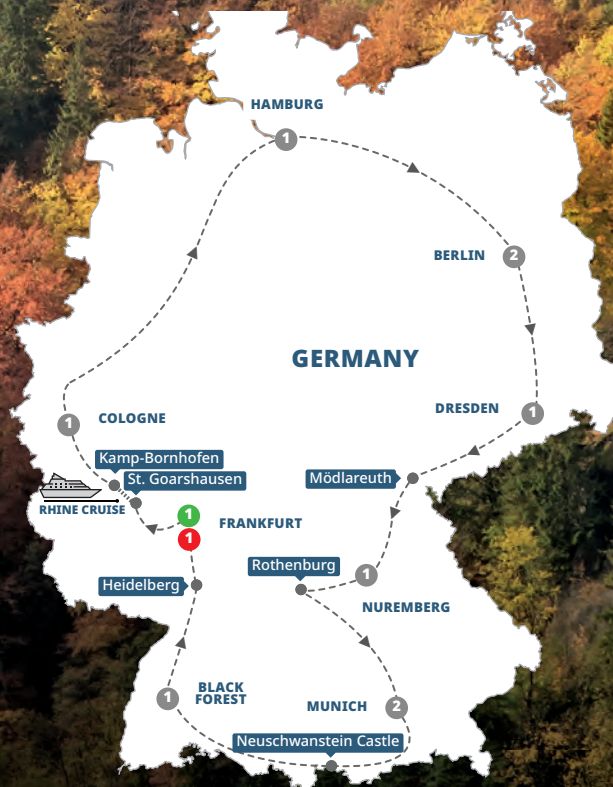 HAMBURG
1
BERLIN
2
GERMANY
DRESDEN
1
COLOGNE
1
Kamp-Bornhofen
St. Goarshausen
RHINE CRUISE
Mödlareuth
1
FRANKFURT
1
Rothenburg
1
NUREMBERG
Heidelberg
BLACK
FOREST
1
MUNICH
2
Neuschwanstein Castle